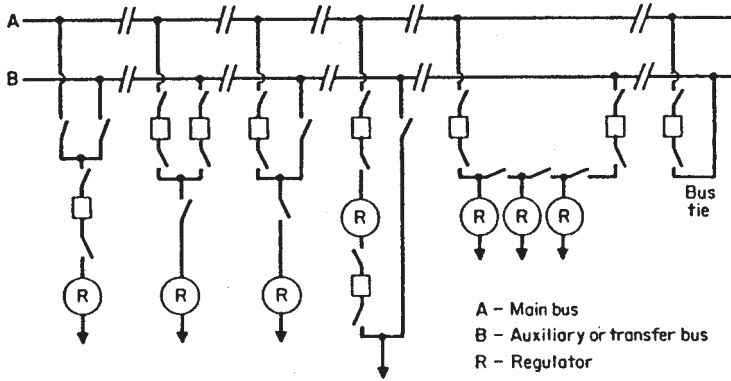 A
B
R
R
R
R
R
R
R
Bus
tie
A – Main bus
B – Auxiliary or transfer bus
R – Regulator